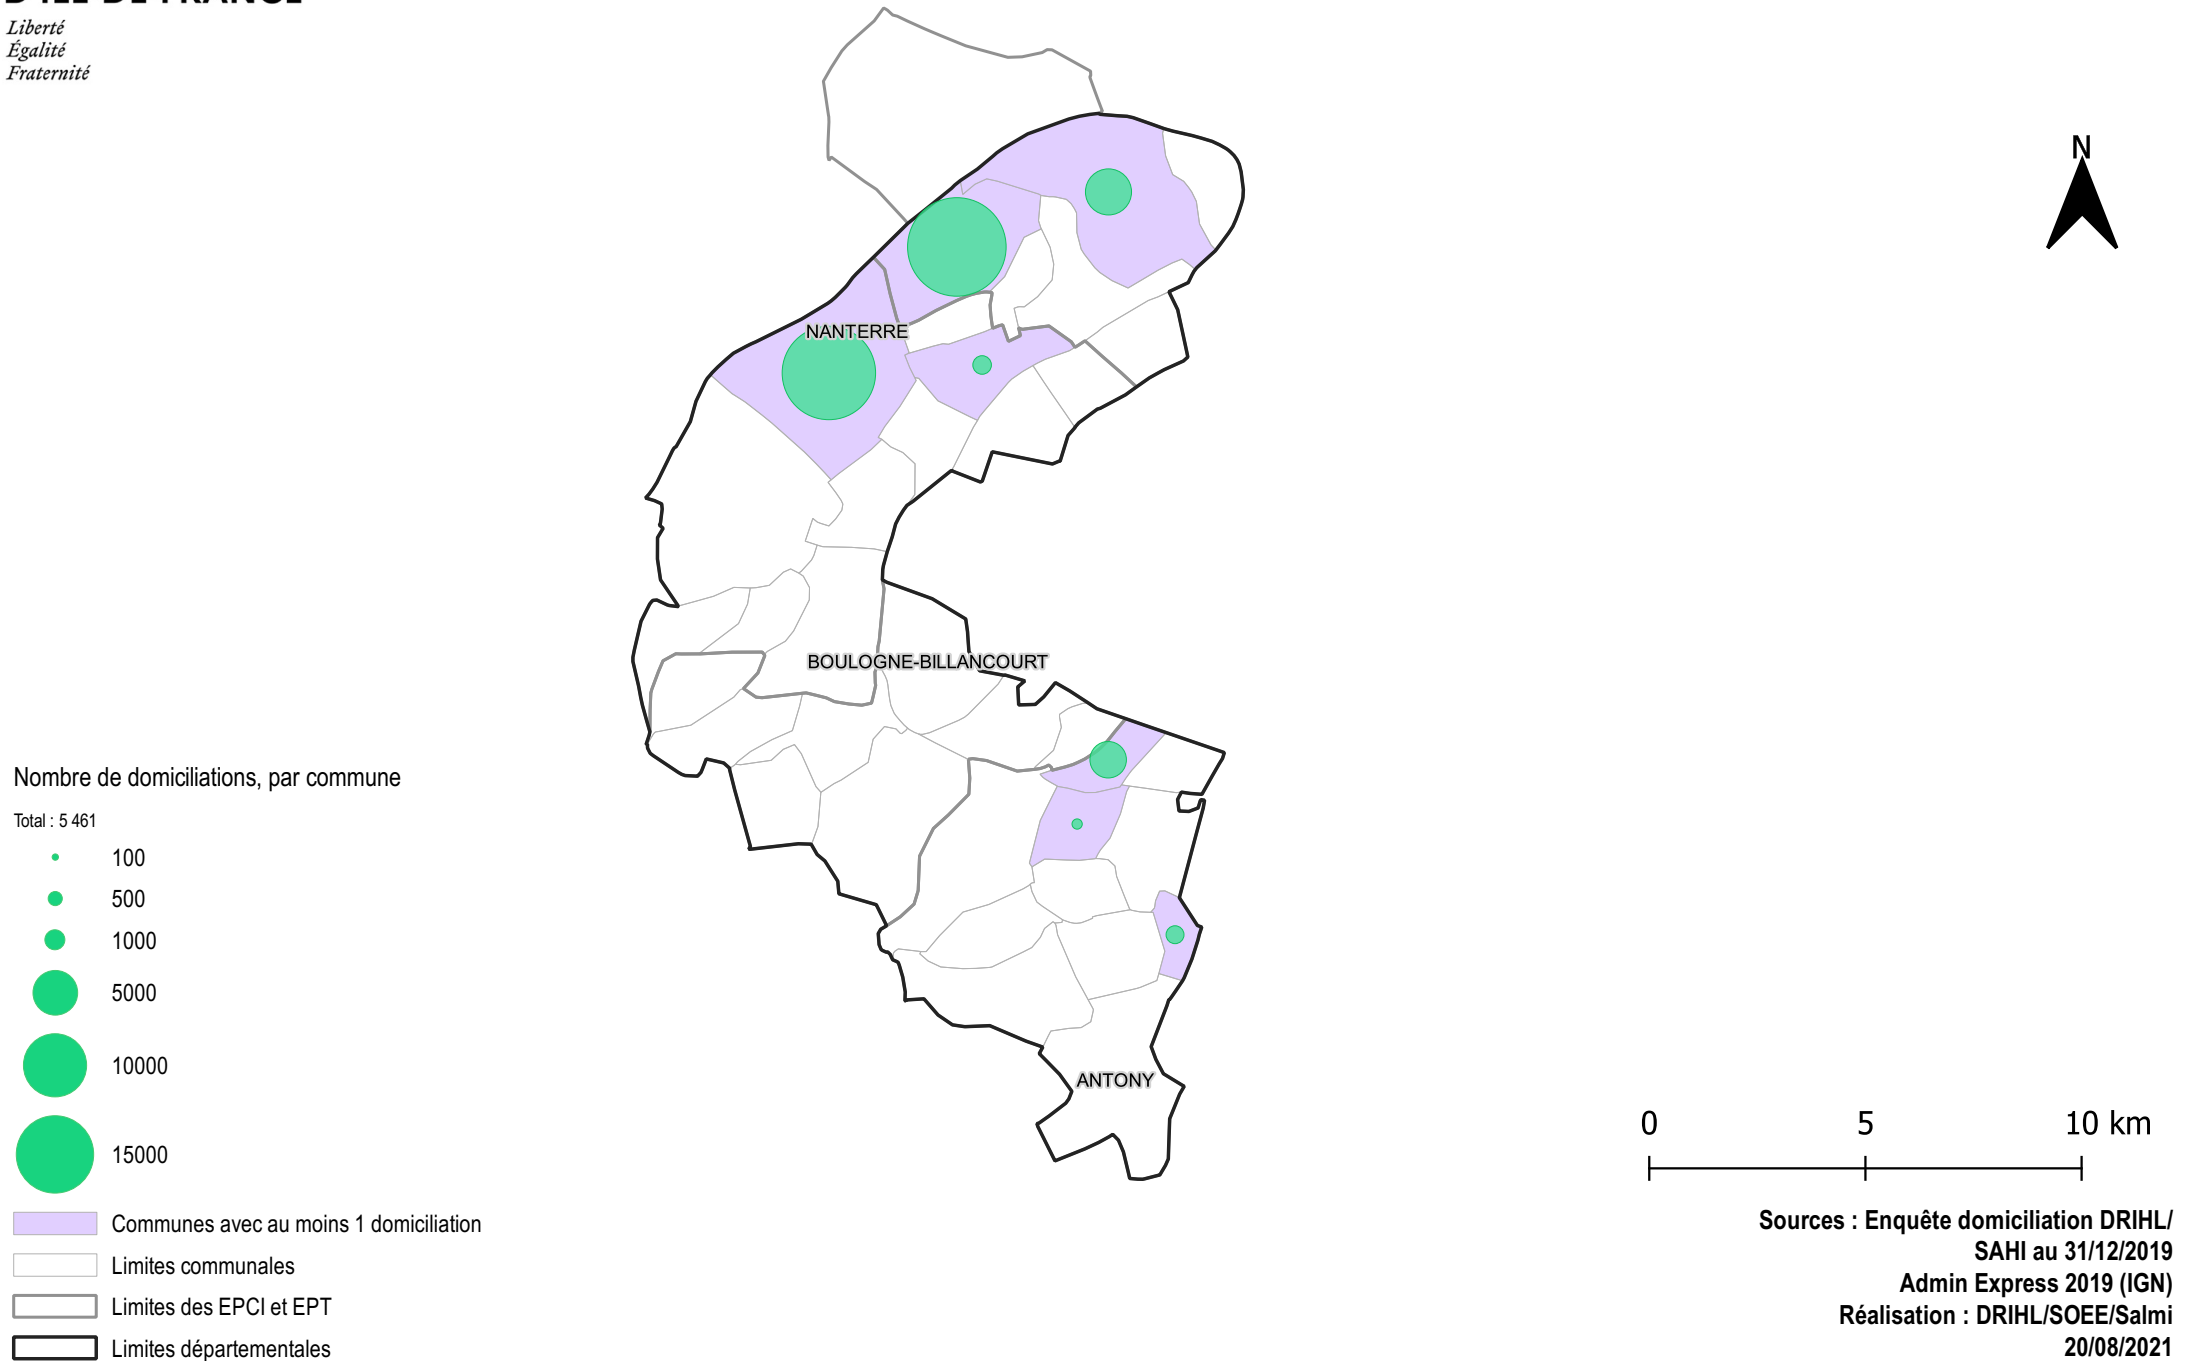 D'ILE-DE-FRANCE
Liberté
Égalité
Fraternité
N
NANTERRE
BOULOGNE-BILLANCOURT
ANTONY
Nombre de domiciliations, par commune
Total : 5 461
100
500
1000
5000
10000
15000
Communes avec au moins 1 domiciliation
Limites communales
Limites des EPCI et EPT
Limites départementales
0 5 10 km
Sources : Enquête domiciliation DRIHL/
SAHI au 31/12/2019
Admin Express 2019 (IGN)
Réalisation : DRIHL/SOEE/Salmi
20/08/2021